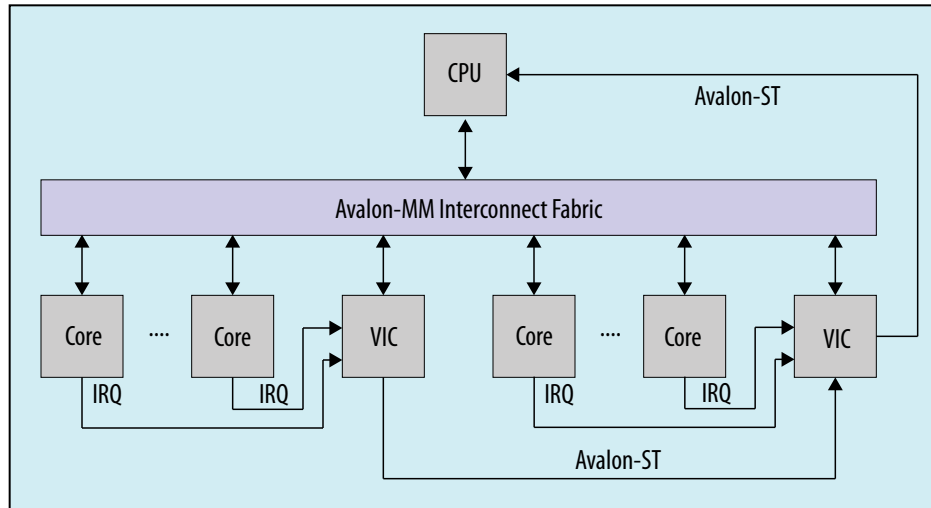 CPU
Avalon-ST
Avalon-MM Interconnect Fabric
Core .... Core VIC Core .... Core VIC
IRQ IRQ IRQ IRQ
Avalon-ST